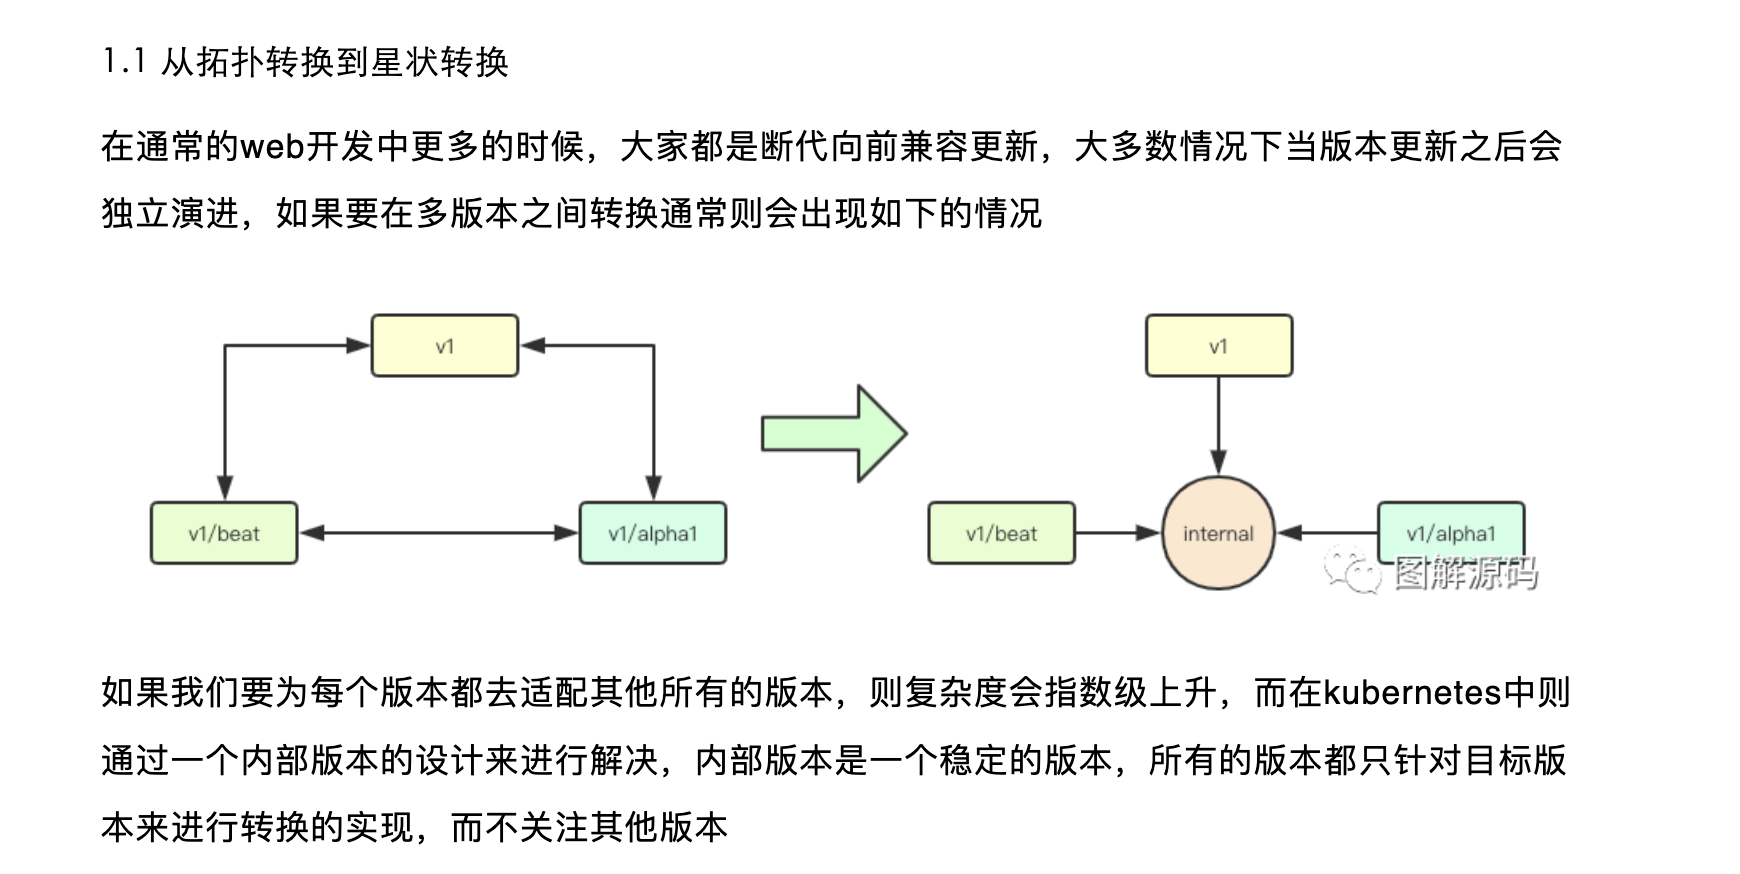 1.1 从拓扑转换到星状转换
在通常的web开发中更多的时候，大家都是断代向前兼容更新，大多数情况下当版本更新之后会
独立演进，如果要在多版本之间转换通常则会出现如下的情况
v1
v1
v1/beat
v1/alpha1
v1/beat
internal
v1/alpha1
图解源码
如果我们要为每个版本都去适配其他所有的版本，则复杂度会指数级上升，而在kubernetes中则
通过一个内部版本的设计来进行解决，内部版本是一个稳定的版本，所有的版本都只针对目标版
本来进行转换的实现，而不关注其他版本